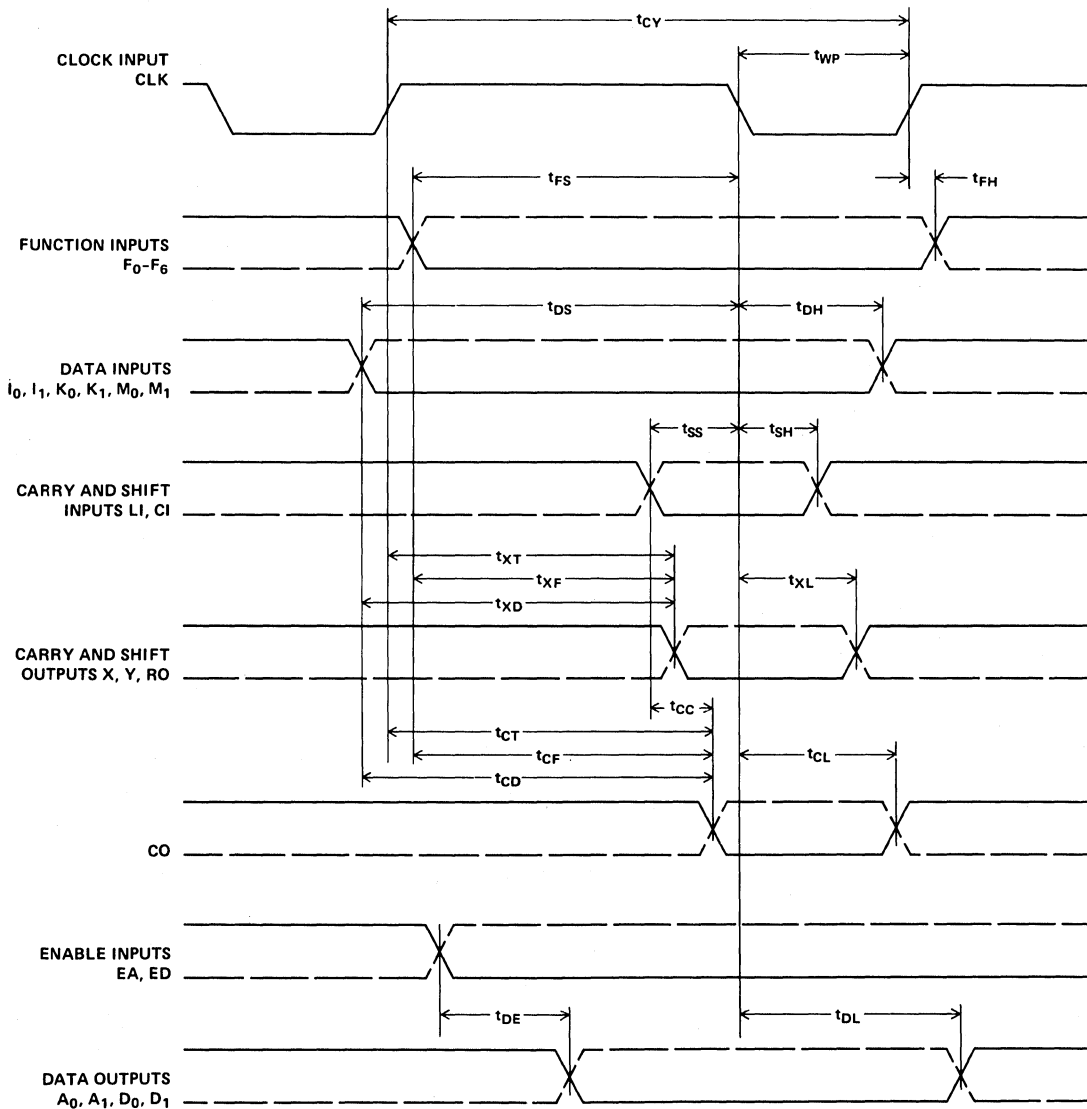 tCY
CLOCK INPUT
CLK
tWP
tFS
tFH
FUNCTION INPUTS
F0–F6
tDS
tDH
DATA INPUTS
I0, I1, K0, K1, M0, M1
tSS
tSH
CARRY AND SHIFT
INPUTS LI, CI
tXT
tXF
tXL
tXD
CARRY AND SHIFT
OUTPUTS X, Y, RO
tCC
tCT
tCF
tCL
tCD
CO
ENABLE INPUTS
EA, ED
tDE
tDL
DATA OUTPUTS
A0, A1, D0, D1